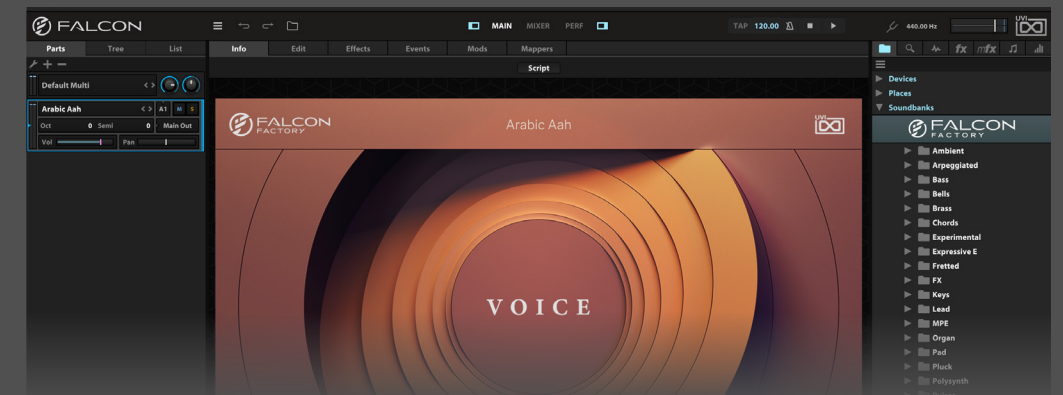 FALCON
MAIN MIXER PERF
TAP 120.00
440.00 Hz
UVI
Parts Tree List
Info Edit Effects Events Mods Mappers
fx mfx
Script
Default Multi
Arabic Aah A1 M S
Oct 0 Semi 0 Main Out
Vol Pan
FALCON
FACTORY
Arabic Aah
UVI
VOICE
Devices
Places
Soundbanks
FALCON
FACTORY
Ambient
Arpeggiated
Bass
Bells
Brass
Chords
Experimental
Expressive E
Fretted
FX
Keys
Lead
MPE
Organ
Pad
Pluck
Polysynth